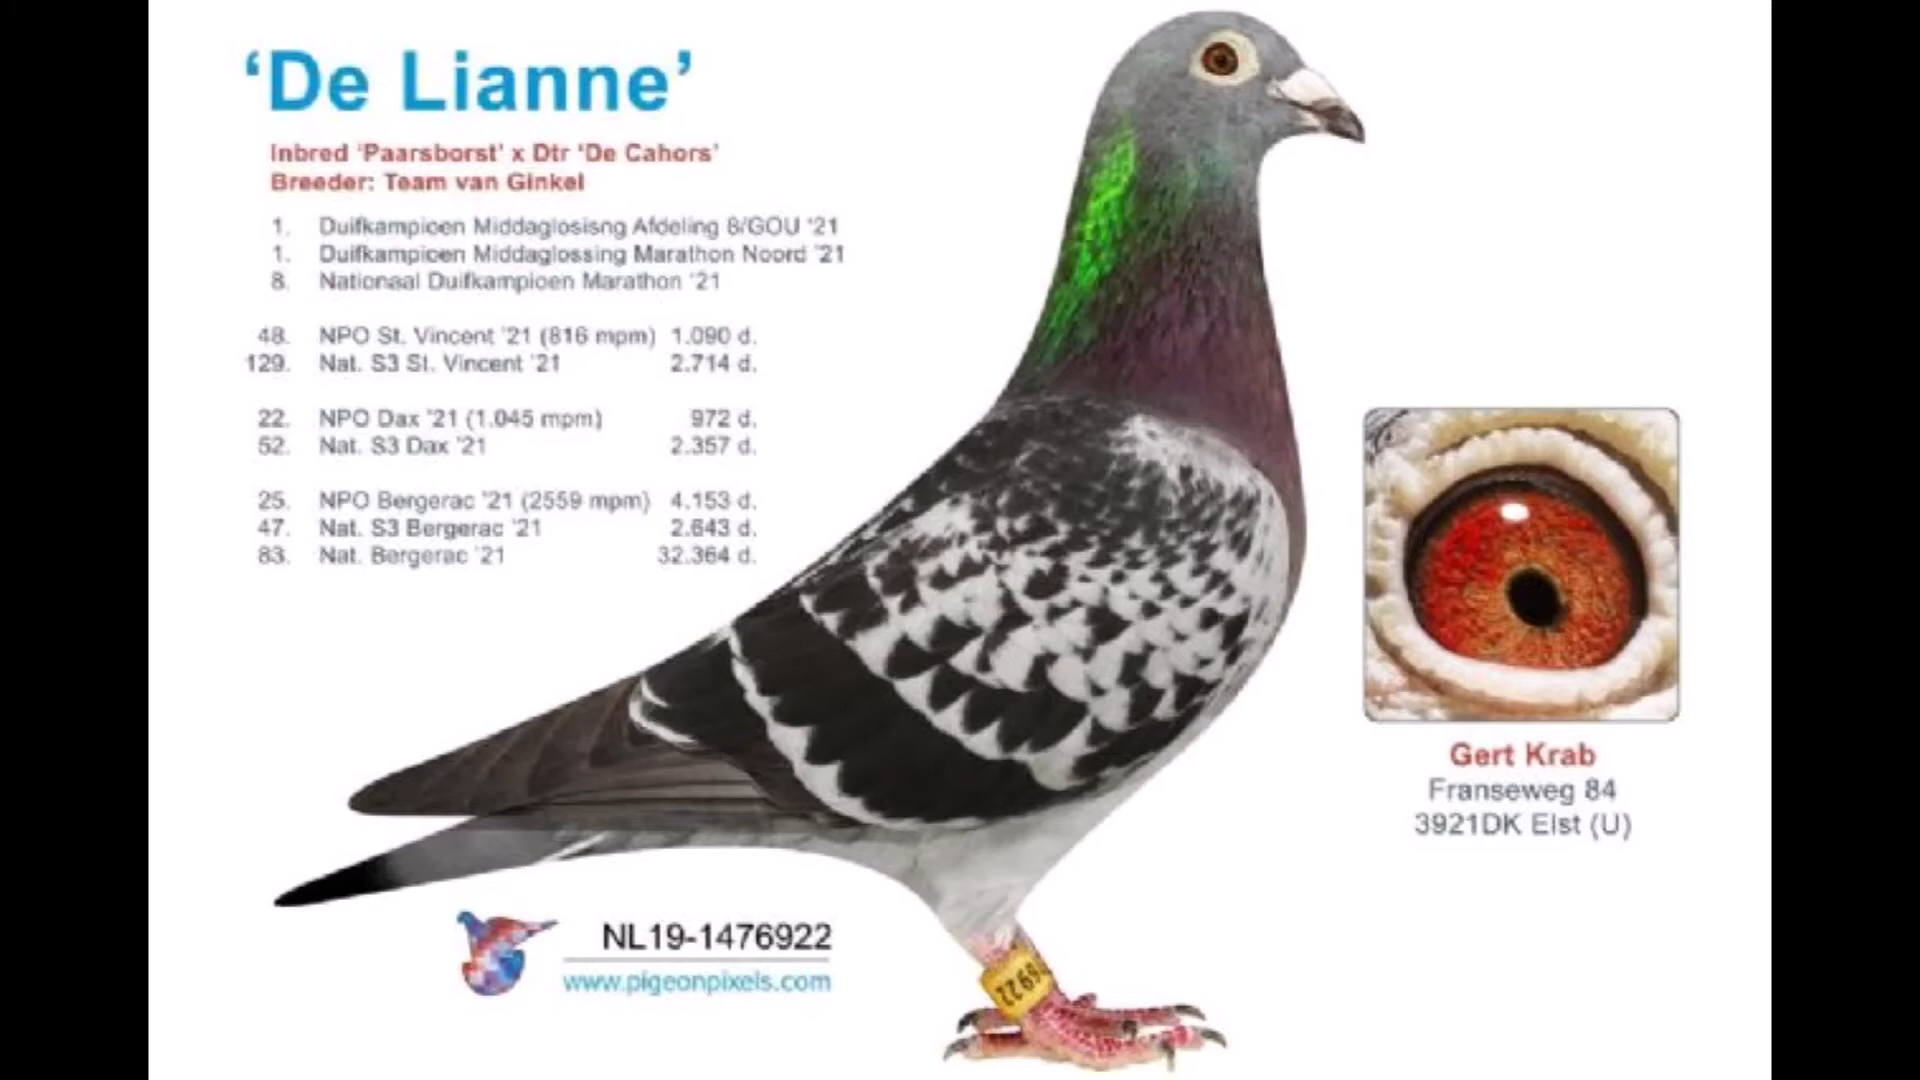 ‘De Lianne’
Inbred ‘Paarsborst’ x Dtr ‘De Cahors’
Breeder: Team van Ginkel
1. Duifkampioen Middaglosisng Afdeling 8/GOU ’21
1. Duifkampioen Middaglossing Marathon Noord ’21
8. Nationaal Duifkampioen Marathon ’21
48. NPO St. Vincent ’21 (816 mpm) 1.090 d.
129. Nat. S3 St. Vincent ’21 2.714 d.
22. NPO Dax ’21 (1.045 mpm) 972 d.
52. Nat. S3 Dax ’21 2.357 d.
25. NPO Bergerac ’21 (2559 mpm) 4.153 d.
47. Nat. S3 Bergerac ’21 2.643 d.
83. Nat. Bergerac ’21 32.364 d.
Gert Krab
Franseweg 84
3921DK Elst (U)
NL19-1476922
www.pigeonpixels.com
6922